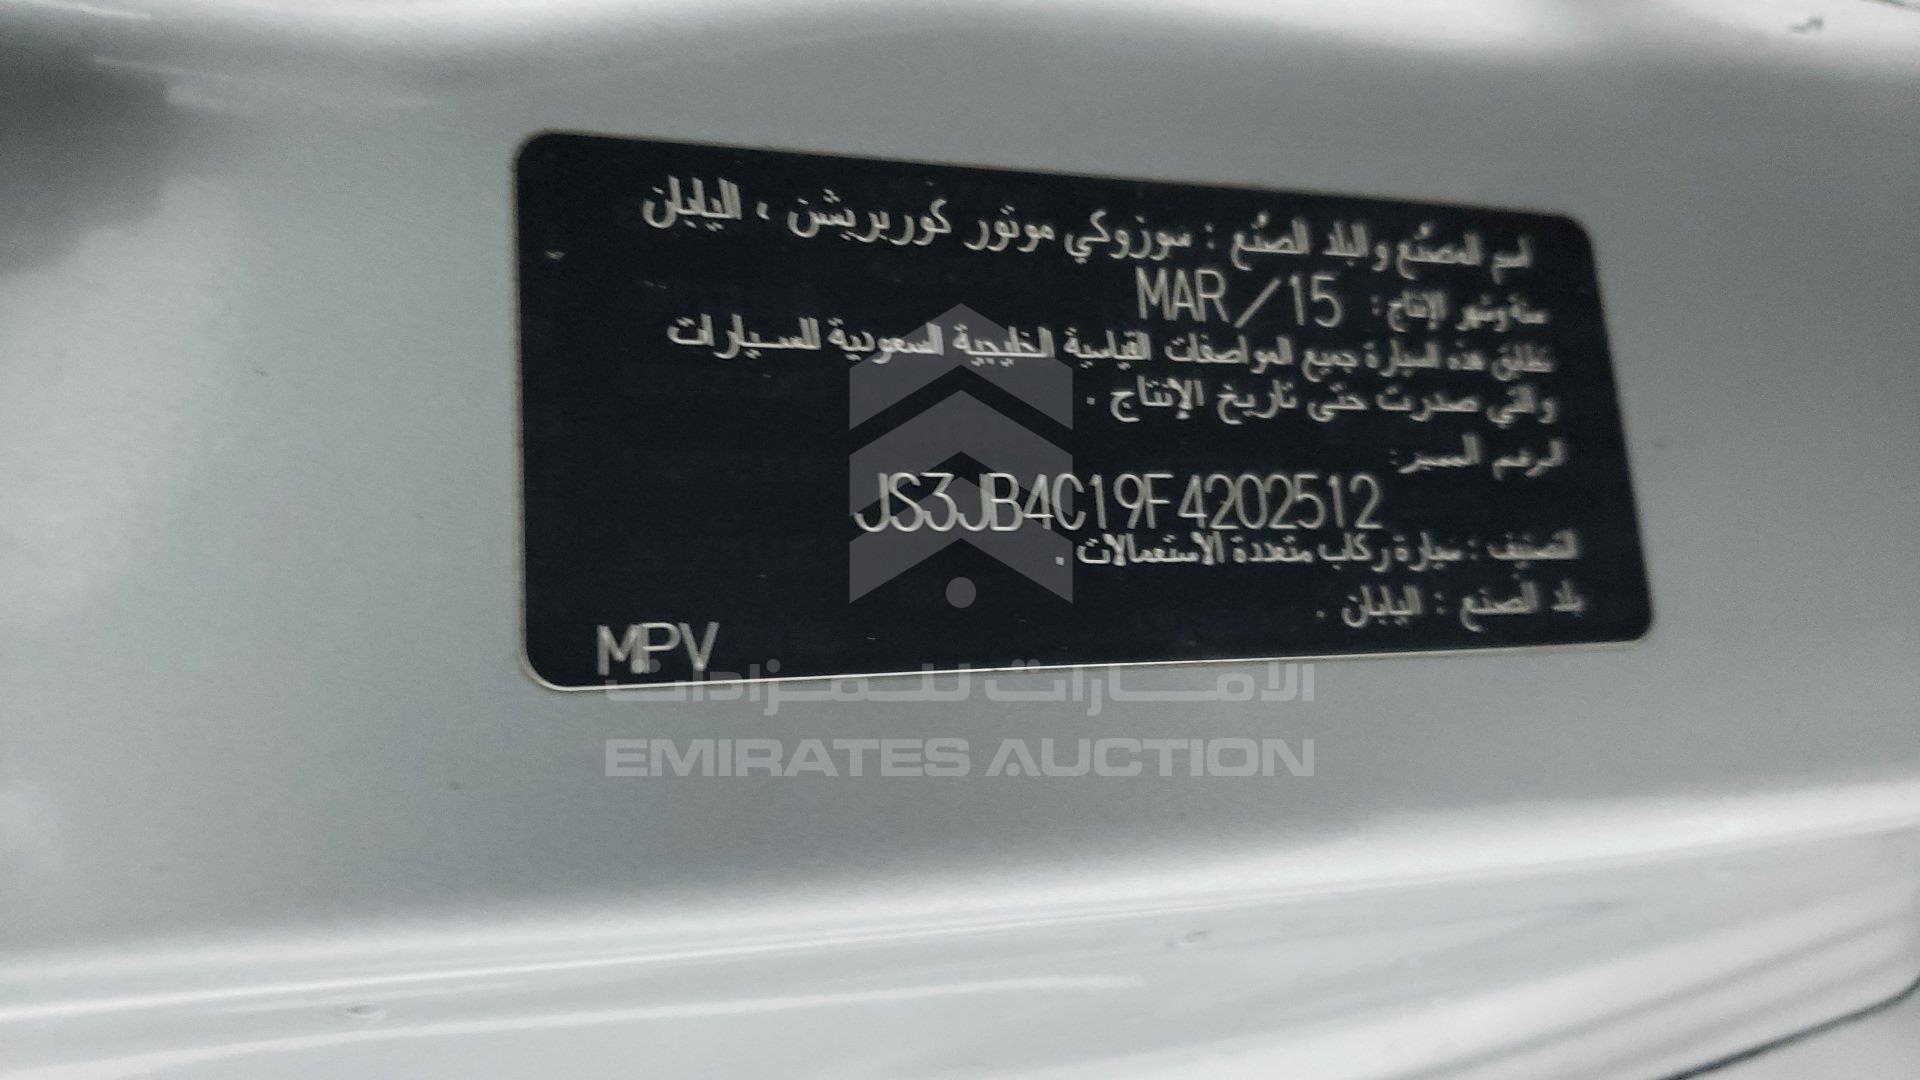 اسم المصنع والبلد الصنع : سوزوكي موتور كوربريشن ، اليابان
سنة وشهر الإنتاج: MAR/15
تطابق هذه السيارة جميع المواصفات القياسية الخليجية السعودية للسيارات
والتي صدرت حتى تاريخ الإنتاج .
الرقم المميز:
JS3JB4C19F4202512
التصنيف : سيارة ركاب متعددة الاستعمالات .
بلد الصنع : اليابان .
MPV
الامارات للمزادات
EMIRATES AUCTION